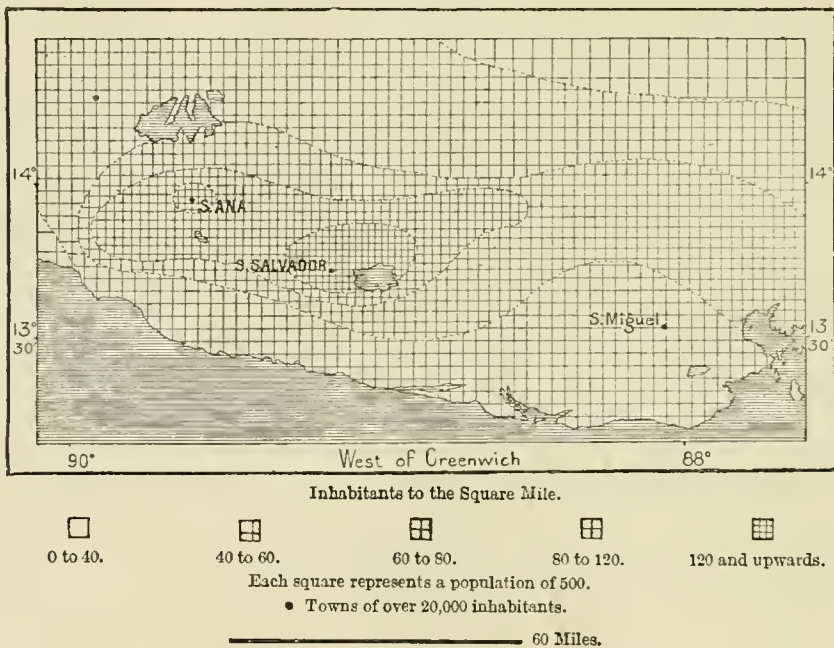 14°
14°
S.ANA
S.SALVADOR
S.Miguel
13°
30'
13
30'
90°
West of Greenwich
88°
Inhabitants to the Square Mile.
0 to 40.
40 to 60.
60 to 80.
80 to 120.
120 and upwards.
Each square represents a population of 500.
• Towns of over 20,000 inhabitants.
60 Miles.